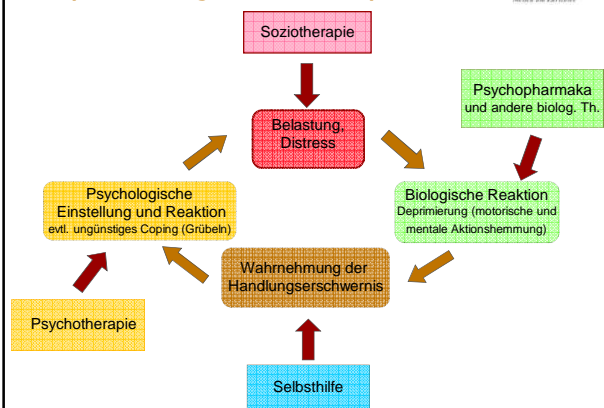 Soziotherapie
Psychopharmaka
und andere biolog. Th.
Belastung,
Distress
Psychologische
Einstellung und Reaktion
evtl. ungünstiges Coping (Grübeln)
Biologische Reaktion
Deprimierung (motorische und
mentale Aktionshemmung)
Wahrnehmung der
Handlungserschwernis
Psychotherapie
Selbsthilfe